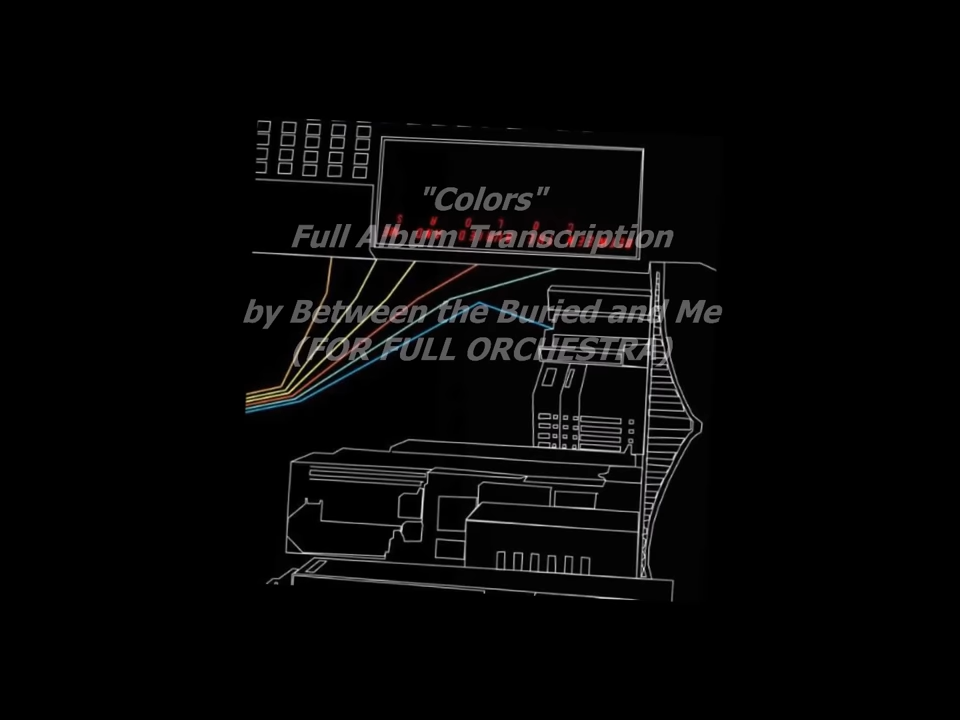 "Colors"
Full Album Transcription
by Between the Buried and Me
(FOR FULL ORCHESTRA)